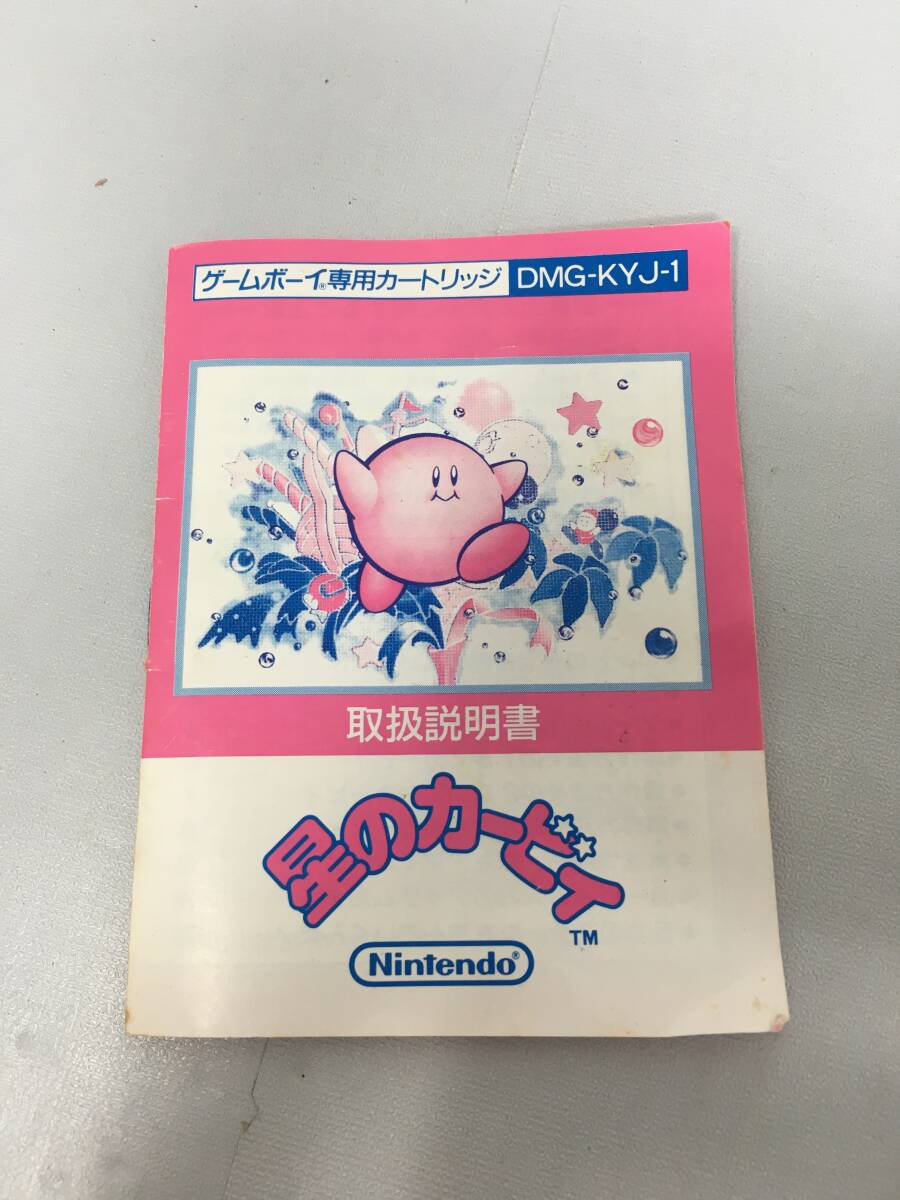 ゲームボーイ®専用カートリッジ DMG-KYJ-1
取扱説明書
星のカービィ
TM
Nintendo®